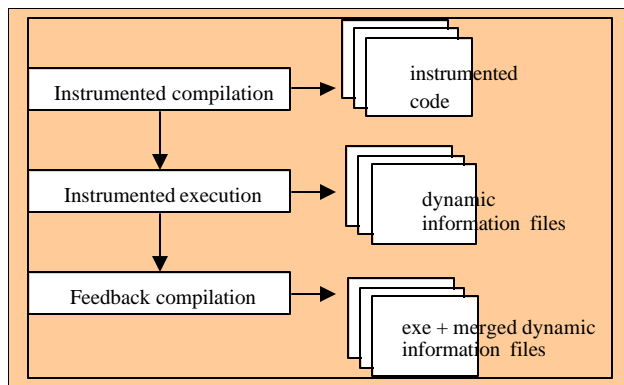 Instrumented compilation
instrumented
code
Instrumented execution
dynamic
information files
Feedback compilation
exe + merged dynamic
information files